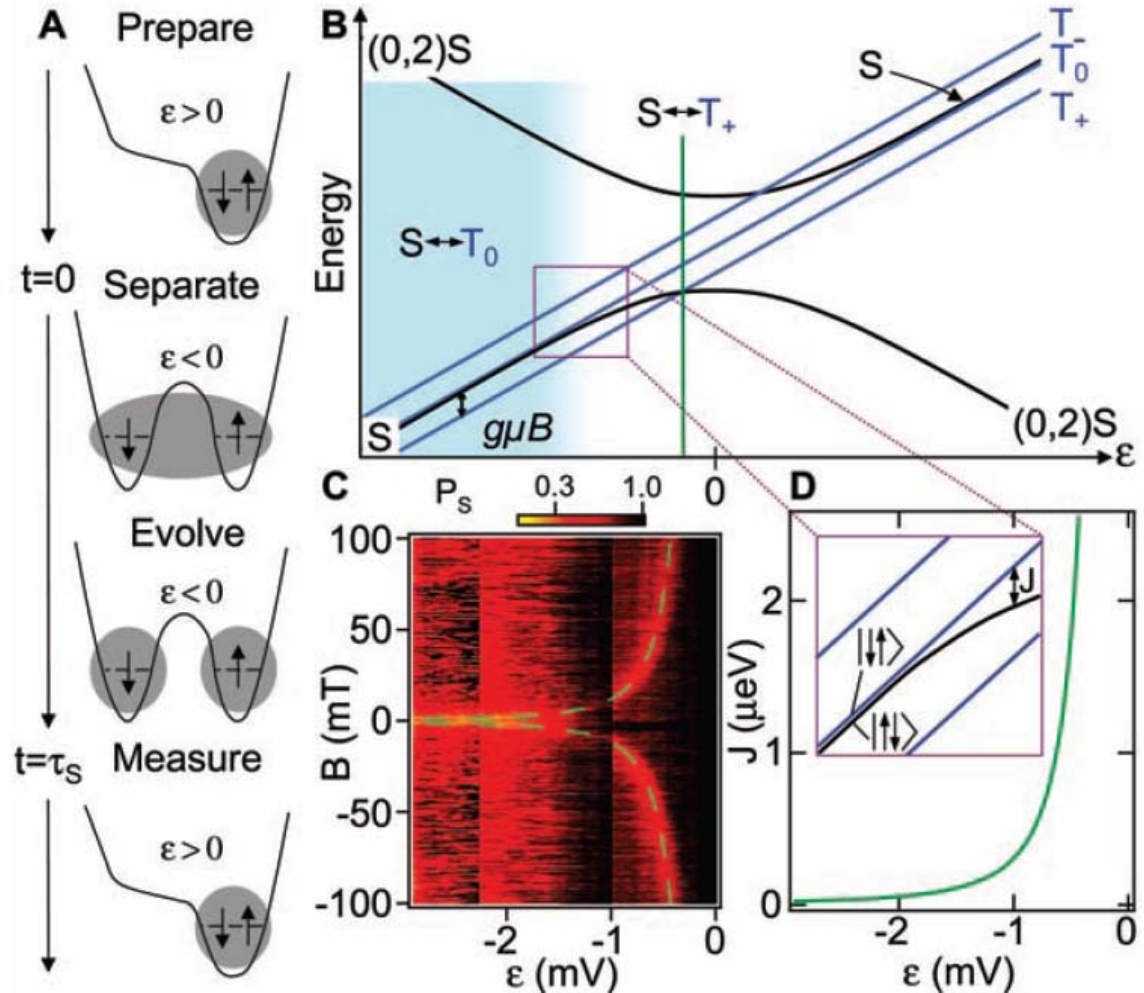 A
Prepare
ε>0
t=0
Separate
ε<0
Evolve
ε<0
t=τS
Measure
ε>0
B
Energy
(0,2)S
S↔T+
S
T-
T0
T+
S↔T0
S
gμB
(0,2)S
ε
0
C
PS
0.3
1.0
100
50
0
-50
-100
B (mT)
-2
-1
0
ε (mV)
D
J
|↓↑⟩
|↑↓⟩
2
1
0
J (μeV)
-2
-1
0
ε (mV)